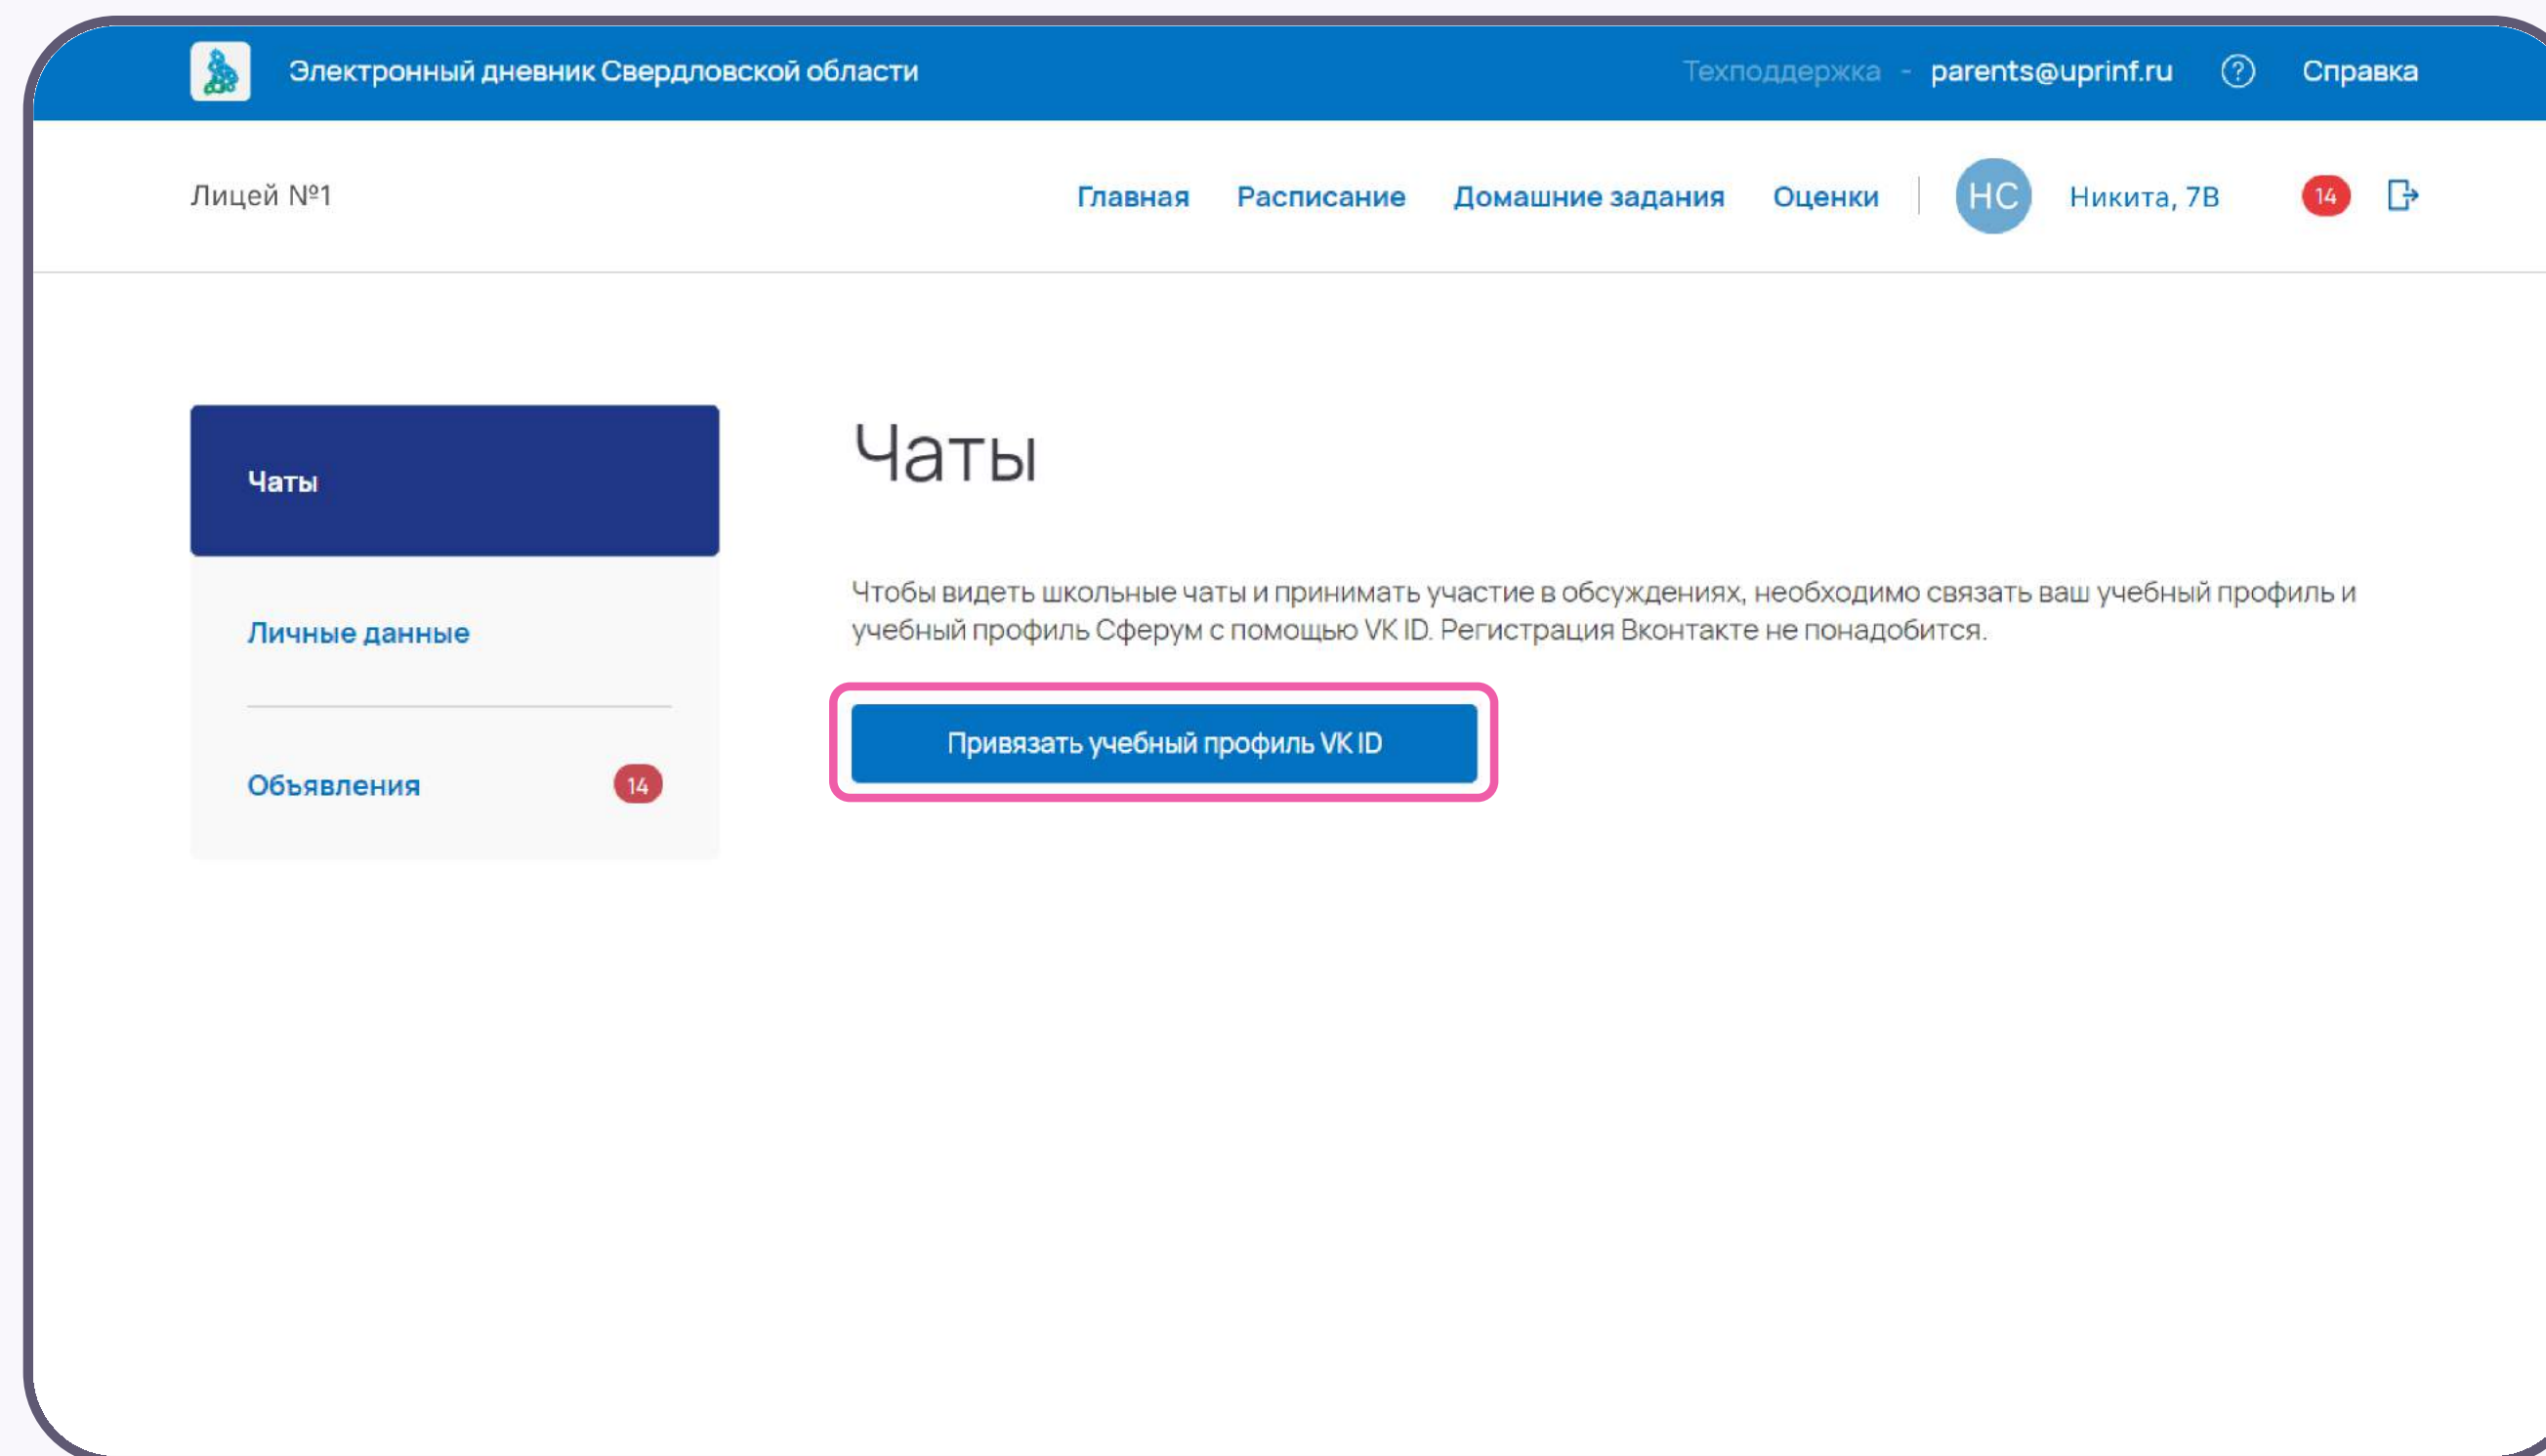 Электронный дневник Свердловской области
Техподдержка - parents@uprinf.ru ? Справка
Лицей №1
Главная Расписание Домашние задания Оценки НС Никита, 7В 14
Чаты
Личные данные
Объявления 14
Чаты
Чтобы видеть школьные чаты и принимать участие в обсуждениях, необходимо связать ваш учебный профиль и
учебный профиль Сферум с помощью VK ID. Регистрация Вконтакте не понадобится.
Привязать учебный профиль VK ID